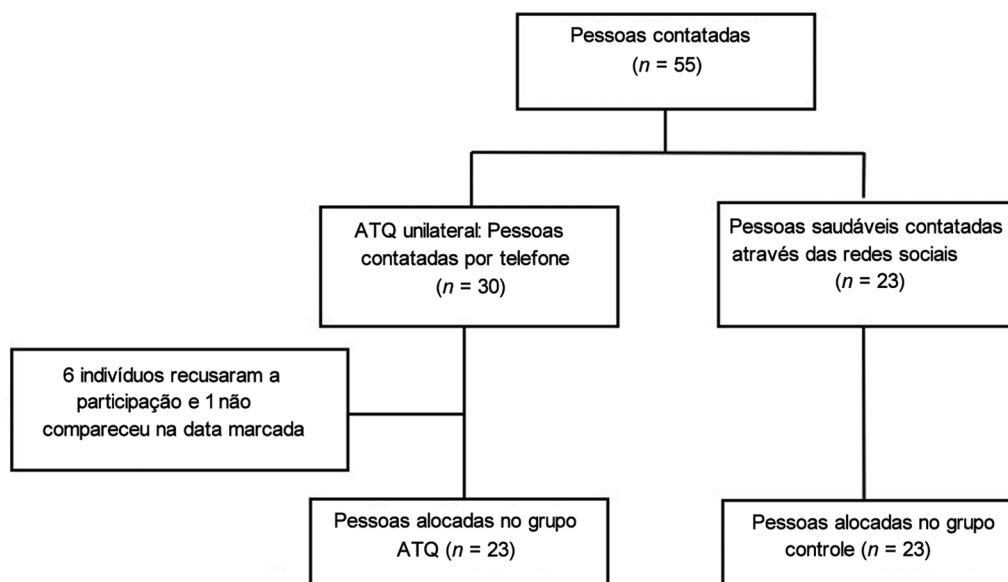 Pessoas contatadas
(n = 55)
ATQ unilateral: Pessoas
contatadas por telefone
(n = 30)
Pessoas saudáveis contatadas
através das redes sociais
(n = 23)
6 indivíduos recusaram a
participação e 1 não
compareceu na data marcada
Pessoas alocadas no grupo
ATQ (n = 23)
Pessoas alocadas no grupo
controle (n = 23)